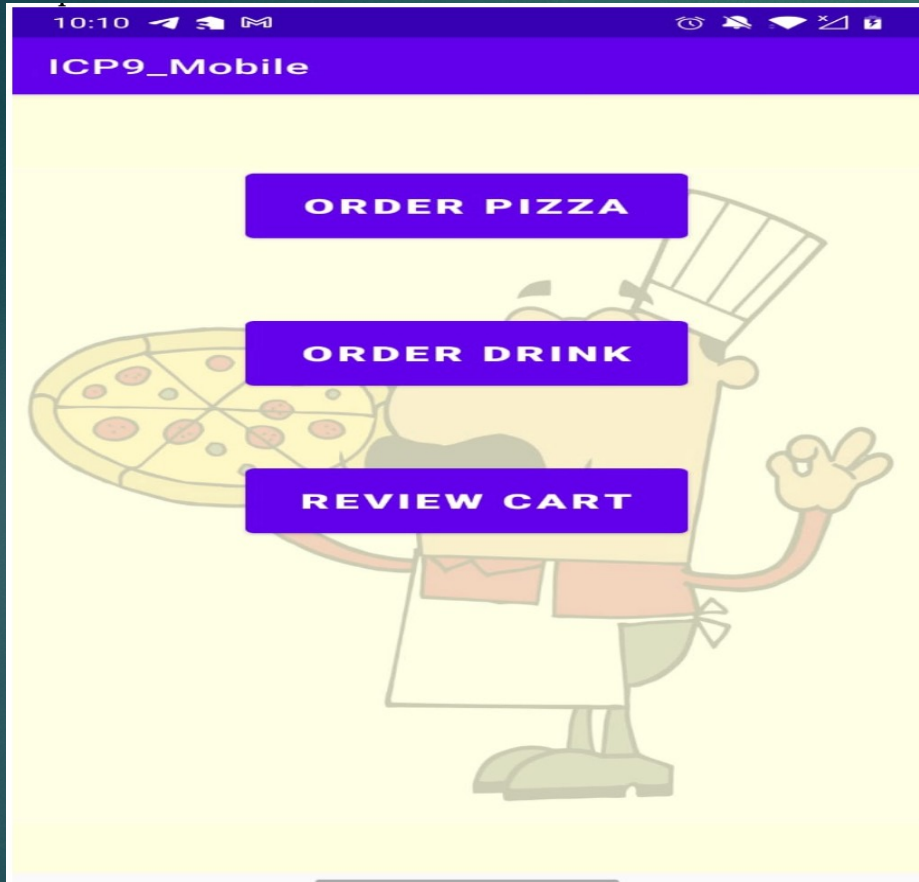 10:10
ICP9_Mobile
ORDER PIZZA
ORDER DRINK
REVIEW CART